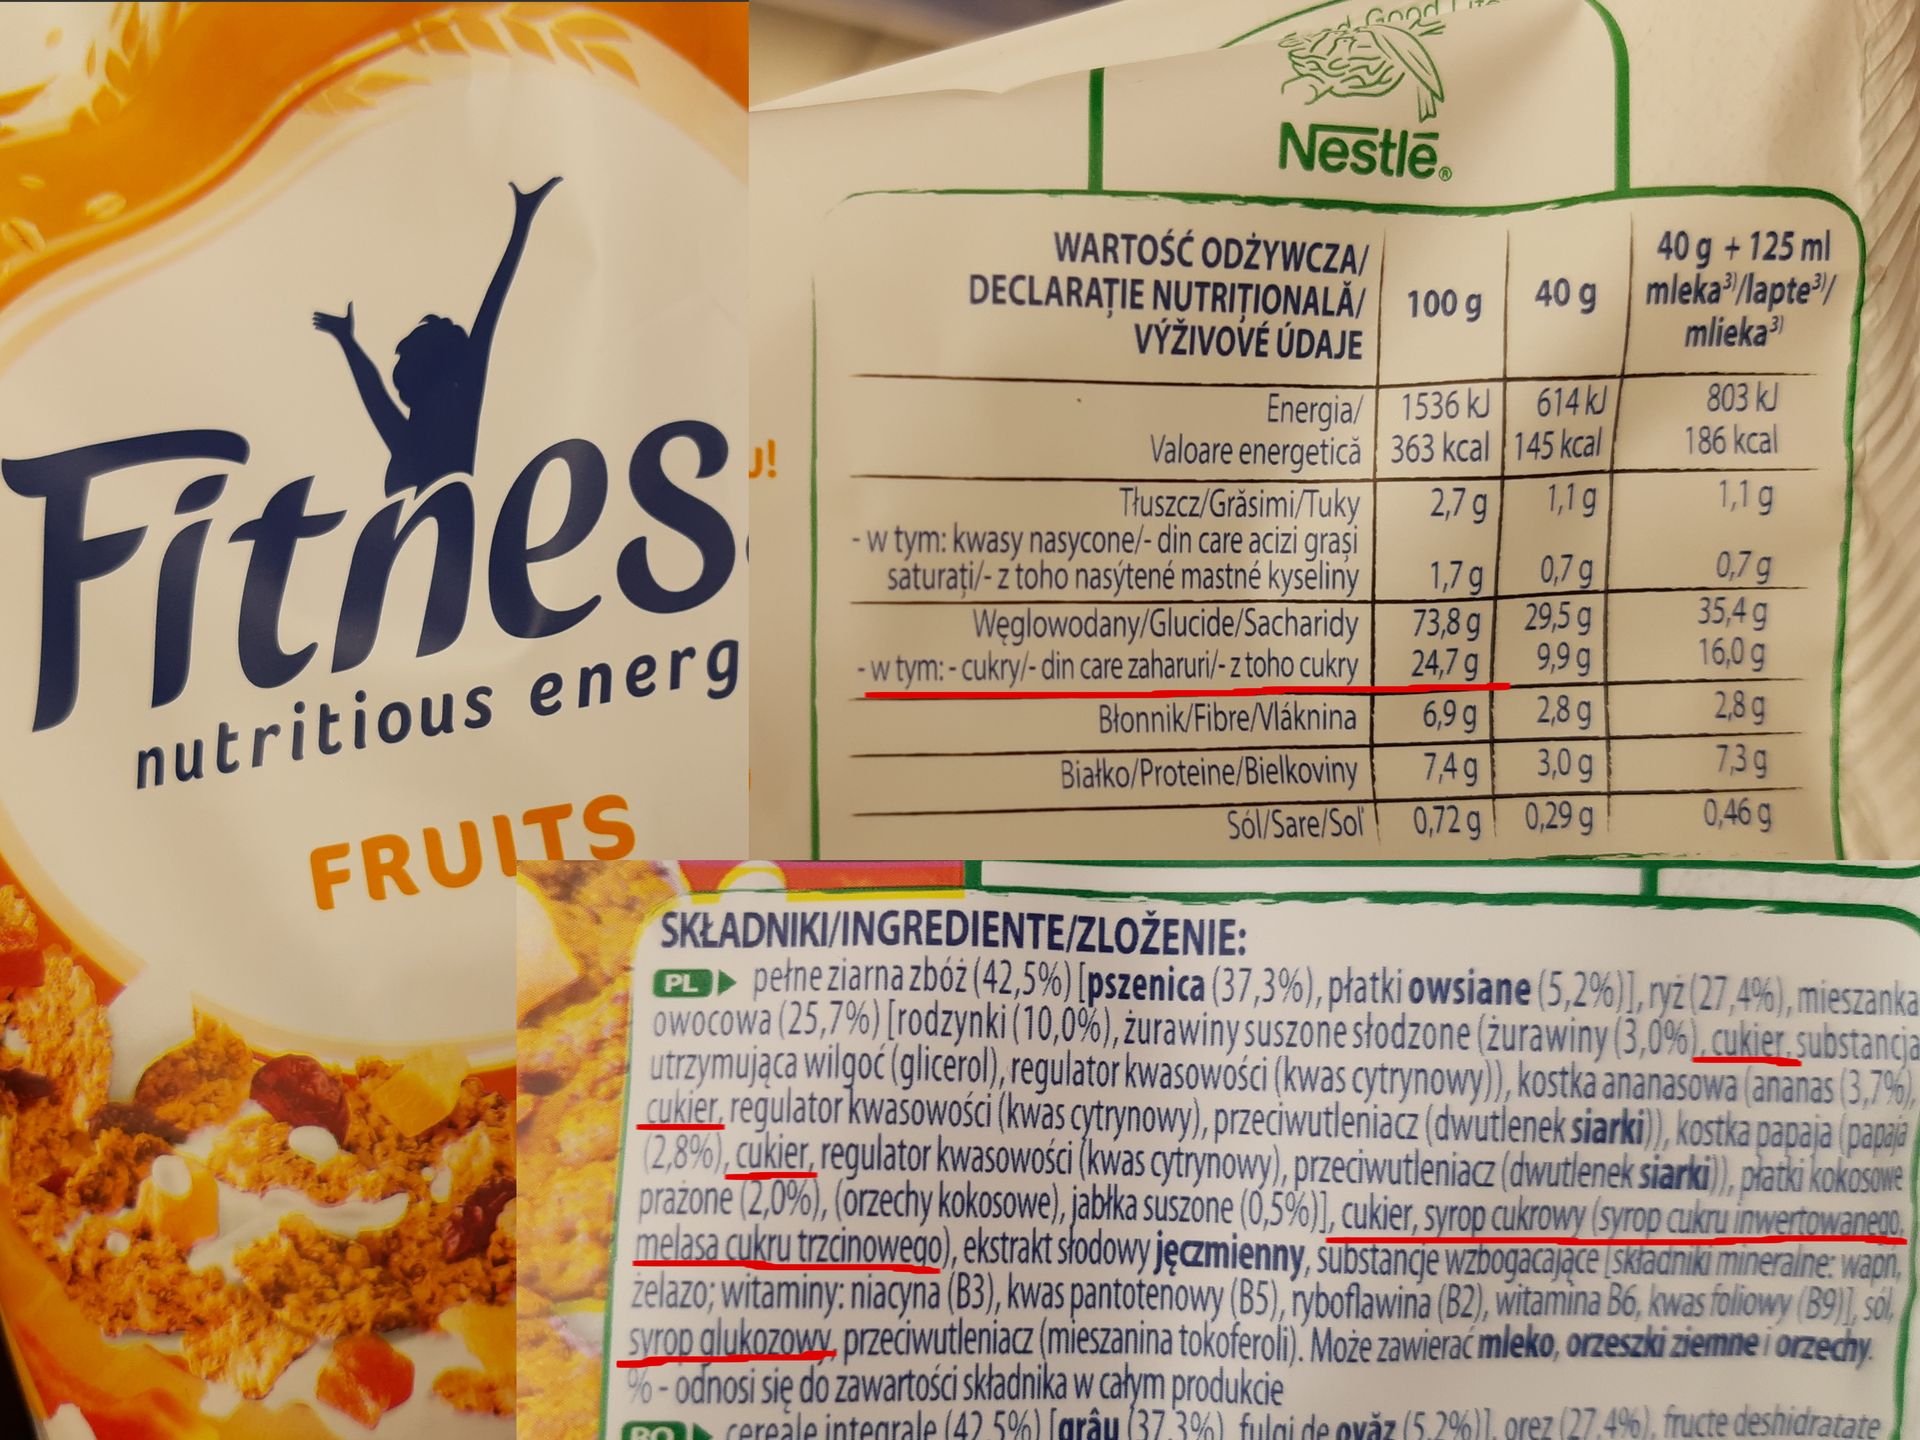 Fitnes
nutritious energ
FRUITS
u!
Good
Nestlé®
WARTOŚĆ ODŻYWCZA/
DECLARAȚIE NUTRIȚIONALĂ/
VÝŽIVOVÉ ÚDAJE
100 g
40 g
40 g + 125 ml
mleka3)/lapte3)/
mlieka3)
Energia/ 1536 kJ 614 kJ 803 kJ
Valoare energetică 363 kcal 145 kcal 186 kcal
Tłuszcz/Grăsimi/Tuky 2,7 g 1,1 g 1,1 g
- w tym: kwasy nasycone/- din care acizi grași
saturați/- z toho nasýtené mastné kyseliny 1,7 g 0,7 g 0,7 g
Węglowodany/Glucide/Sacharidy 73,8 g 29,5 g 35,4 g
- w tym: - cukry/- din care zaharuri/- z toho cukry 24,7 g 9,9 g 16,0 g
Błonnik/Fibre/Vláknina 6,9 g 2,8 g 2,8 g
Białko/Proteine/Bielkoviny 7,4 g 3,0 g 7,3 g
Sól/Sare/Soľ 0,72 g 0,29 g 0,46 g
SKŁADNIKI/INGREDIENTE/ZLOŽENIE:
PL pełne ziarna zbóż (42,5%) [pszenica (37,3%), płatki owsiane (5,2%)], ryż (27,4%), mieszanka
owocowa (25,7%) [rodzynki (10,0%), żurawiny suszone słodzone (żurawiny (3,0%), cukier, substancja
utrzymująca wilgoć (glicerol), regulator kwasowości (kwas cytrynowy)), kostka ananasowa (ananas (3,7%),
cukier, regulator kwasowości (kwas cytrynowy), przeciwutleniacz (dwutlenek siarki)), kostka papaja (papaja
(2,8%), cukier, regulator kwasowości (kwas cytrynowy), przeciwutleniacz (dwutlenek siarki)), płatki kokosowe
prażone (2,0%), (orzechy kokosowe), jabłka suszone (0,5%)], cukier, syrop cukrowy (syrop cukru inwertowanego,
melasa cukru trzcinowego), ekstrakt słodowy jęczmienny, substancje wzbogacające [składniki mineralne: wapń,
żelazo; witaminy: niacyna (B3), kwas pantotenowy (B5), ryboflawina (B2), witamina B6, kwas foliowy (B9)], sól,
syrop glukozowy, przeciwutleniacz (mieszanina tokoferoli). Może zawierać mleko, orzeszki ziemne i orzechy.
% - odnosi się do zawartości składnika w całym produkcie
RO cereale integrale (42,5%) [grâu (37,3%), fulgi de ovăz (5,2%)], orez (27,4%), fructe deshidratate